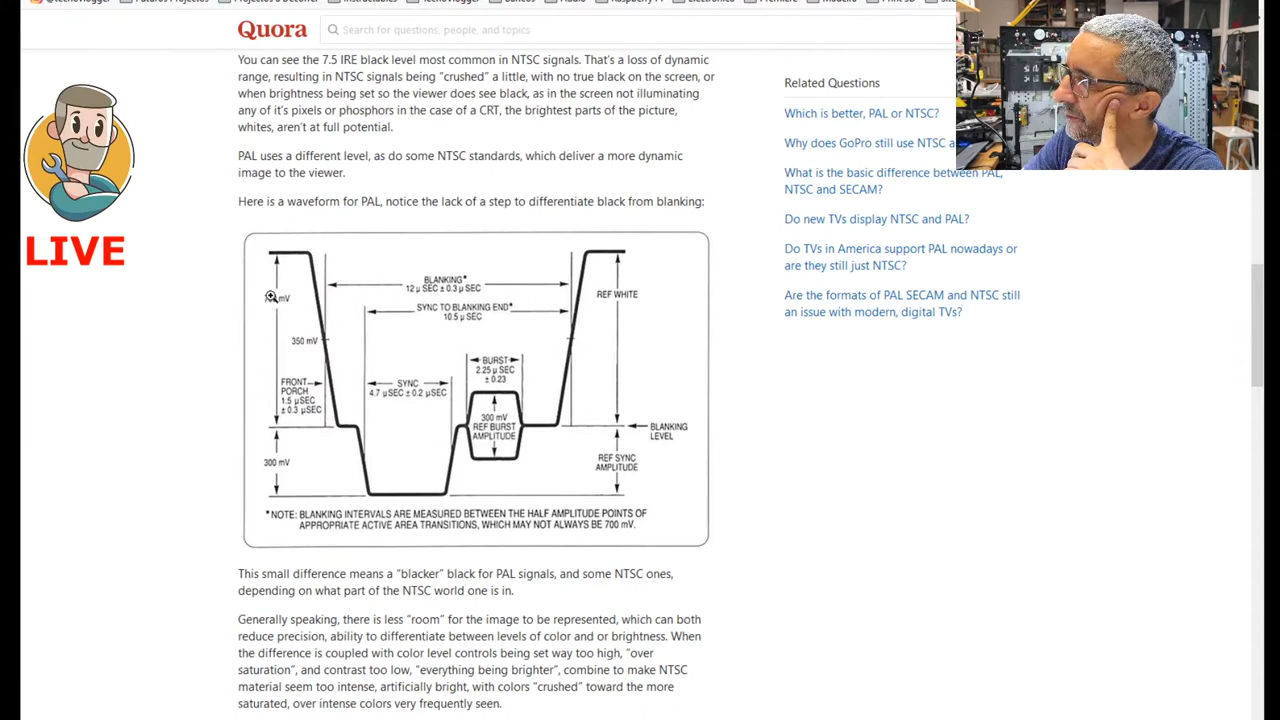 Quora
Search for questions, people, and topics
You can see the 7.5 IRE black level most common in NTSC signals. That's a loss of dynamic
range, resulting in NTSC signals being "crushed" a little, with no true black on the screen, or
when brightness being set so the viewer does see black, as in the screen not illuminating
any of it's pixels or phosphors in the case of a CRT, the brightest parts of the picture,
whites, aren't at full potential.
PAL uses a different level, as do some NTSC standards, which deliver a more dynamic
image to the viewer.
Here is a waveform for PAL, notice the lack of a step to differentiate black from blanking:
LIVE
BLANKING*
12 µ SEC ± 0.3 µSEC
SYNC TO BLANKING END*
10.5 µ SEC
mV
REF WHITE
350 mV
BURST
2.25 µ SEC
± 0.23
FRONT
PORCH
1.5 µSEC
± 0.3 µSEC
SYNC
4.7 µSEC ± 0.2 µSEC
300 mV
REF BURST
AMPLITUDE
BLANKING
LEVEL
300 mV
REF SYNC
AMPLITUDE
*NOTE: BLANKING INTERVALS ARE MEASURED BETWEEN THE HALF AMPLITUDE POINTS OF
APPROPRIATE ACTIVE AREA TRANSITIONS, WHICH MAY NOT ALWAYS BE 700 mV.
This small difference means a "blacker" black for PAL signals, and some NTSC ones,
depending on what part of the NTSC world one is in.
Generally speaking, there is less "room" for the image to be represented, which can both
reduce precision, ability to differentiate between levels of color and or brightness. When
the difference is coupled with color level controls being set way too high, "over
saturation", and contrast too low, "everything being brighter", combine to make NTSC
material seem too intense, artificially bright, with colors "crushed" toward the more
saturated, over intense colors very frequently seen.
Related Questions
Which is better, PAL or NTSC?
Why does GoPro still use NTSC a
What is the basic difference between PAL,
NTSC and SECAM?
Do new TVs display NTSC and PAL?
Do TVs in America support PAL nowadays or
are they still just NTSC?
Are the formats of PAL SECAM and NTSC still
an issue with modern, digital TVs?